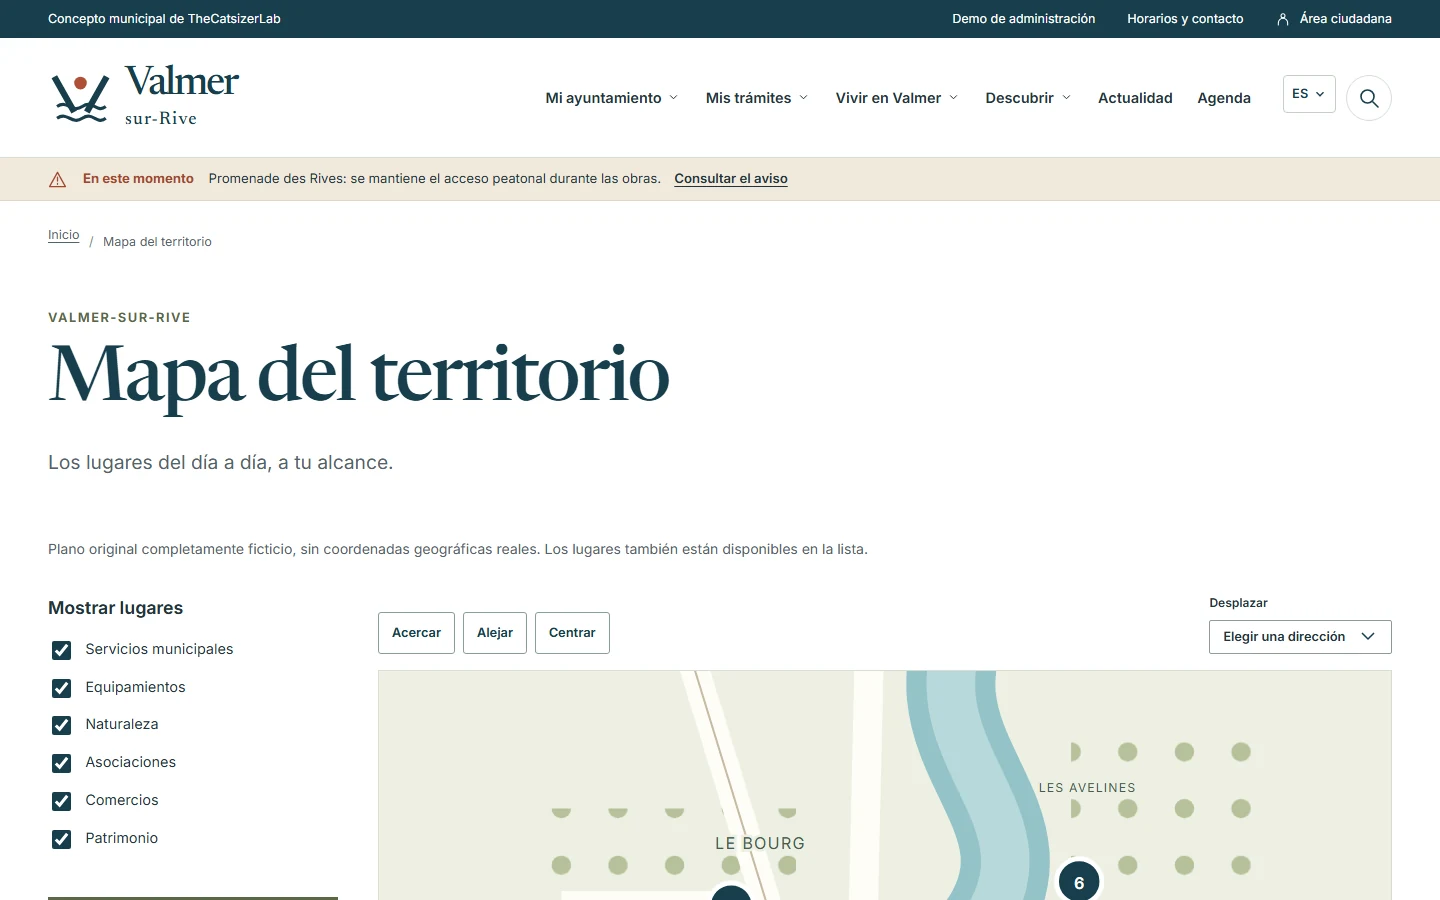 Concepto municipal de TheCatsizerLab
Demo de administración
Horarios y contacto
Área ciudadana
Valmer
sur-Rive
Mi ayuntamiento
Mis trámites
Vivir en Valmer
Descubrir
Actualidad
Agenda
ES
En este momento Promenade des Rives: se mantiene el acceso peatonal durante las obras. Consultar el aviso
Inicio / Mapa del territorio
VALMER-SUR-RIVE
Mapa del territorio
Los lugares del día a día, a tu alcance.
Plano original completamente ficticio, sin coordenadas geográficas reales. Los lugares también están disponibles en la lista.
Mostrar lugares
Servicios municipales
Equipamientos
Naturaleza
Asociaciones
Comercios
Patrimonio
Acercar
Alejar
Centrar
Desplazar
Elegir una dirección
LES AVELINES
LE BOURG
6